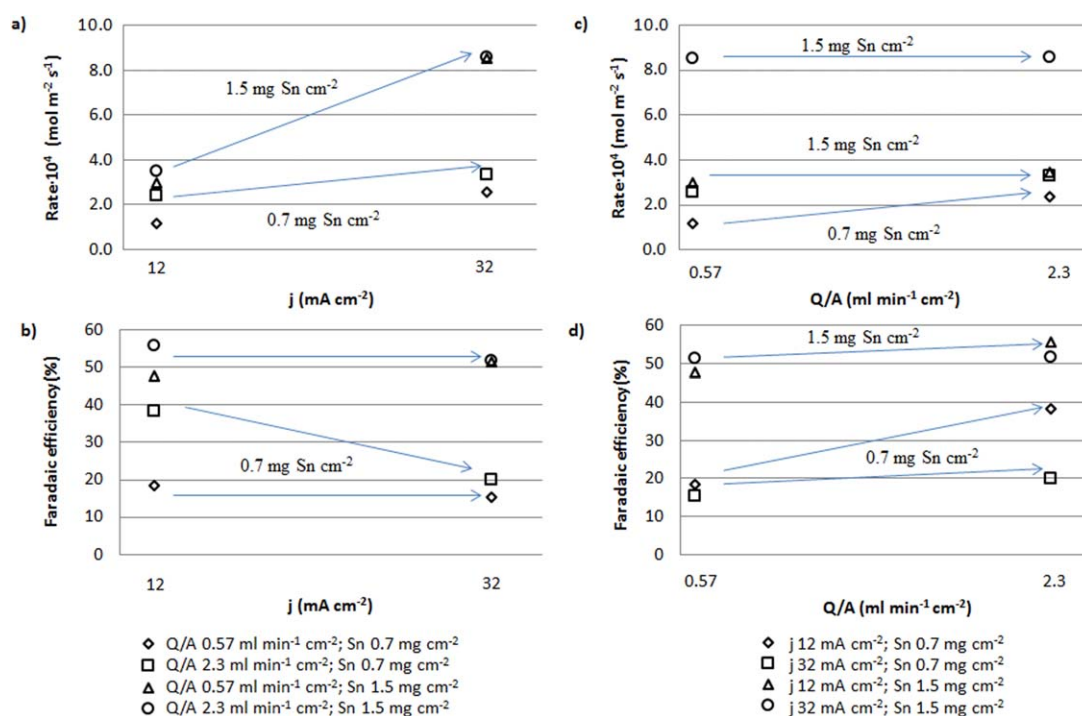 a)
10.0
8.0
6.0
4.0
2.0
0.0
Rate·10⁴ (mol m⁻² s⁻¹)
1.5 mg Sn cm⁻²
0.7 mg Sn cm⁻²
12
32
j (mA cm⁻²)
c)
10.0
8.0
6.0
4.0
2.0
0.0
Rate·10⁴ (mol m⁻² s⁻¹)
1.5 mg Sn cm⁻²
1.5 mg Sn cm⁻²
0.7 mg Sn cm⁻²
0.57
2.3
Q/A (ml min⁻¹ cm⁻²)
b)
60
50
40
30
20
10
0
Faradaic efficiency (%)
0.7 mg Sn cm⁻²
12
32
j (mA cm⁻²)
Q/A 0.57 ml min⁻¹ cm⁻²; Sn 0.7 mg cm⁻²
Q/A 2.3 ml min⁻¹ cm⁻²; Sn 0.7 mg cm⁻²
Q/A 0.57 ml min⁻¹ cm⁻²; Sn 1.5 mg cm⁻²
Q/A 2.3 ml min⁻¹ cm⁻²; Sn 1.5 mg cm⁻²
d)
60
50
40
30
20
10
0
Faradaic efficiency (%)
1.5 mg Sn cm⁻²
0.7 mg Sn cm⁻²
0.57
2.3
Q/A (ml min⁻¹ cm⁻²)
j 12 mA cm⁻²; Sn 0.7 mg cm⁻²
j 32 mA cm⁻²; Sn 0.7 mg cm⁻²
j 12 mA cm⁻²; Sn 1.5 mg cm⁻²
j 32 mA cm⁻²; Sn 1.5 mg cm⁻²